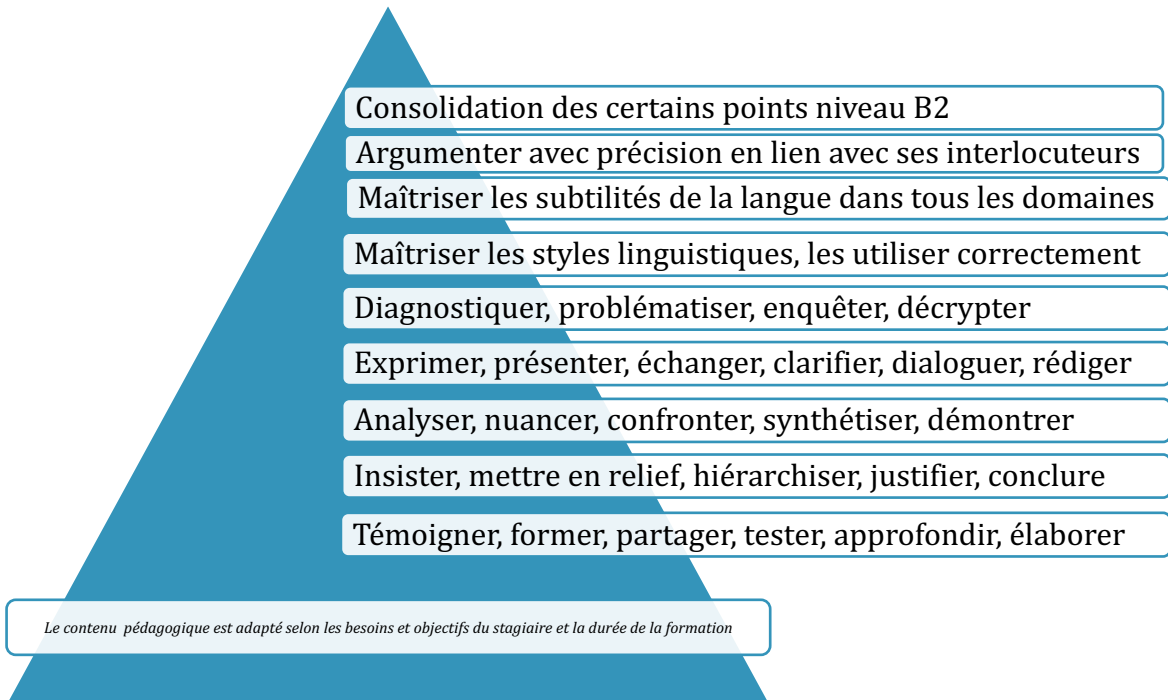 Consolidation des certains points niveau B2
Argumenter avec précision en lien avec ses interlocuteurs
Maîtriser les subtilités de la langue dans tous les domaines
Maîtriser les styles linguistiques, les utiliser correctement
Diagnostiquer, problématiser, enquêter, décrypter
Exprimer, présenter, échanger, clarifier, dialoguer, rédiger
Analyser, nuancer, confronter, synthétiser, démontrer
Insister, mettre en relief, hiérarchiser, justifier, conclure
Témoigner, former, partager, tester, approfondir, élaborer
Le contenu pédagogique est adapté selon les besoins et objectifs du stagiaire et la durée de la formation